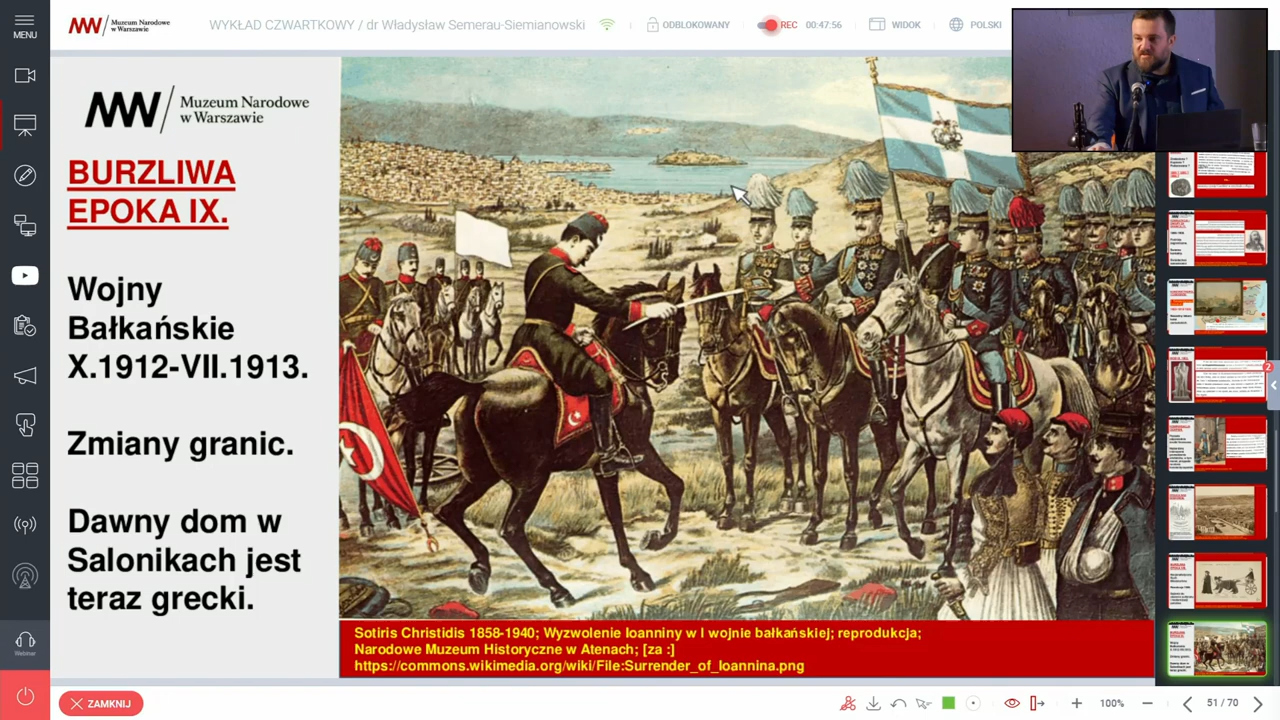 MENU
Muzeum Narodowe
w Warszawie
WYKŁAD CZWARTKOWY / dr Władysław Semerau-Siemianowski
ODBLOKOWANY
REC 00:47:56
WIDOK
POLSKI
Muzeum Narodowe
w Warszawie
BURZLIWA
EPOKA IX.
Wojny
Bałkańskie
X.1912-VII.1913.
Zmiany granic.
Dawny dom w
Salonikach jest
teraz grecki.
Sotiris Christidis 1858-1940; Wyzwolenie Ioanniny w I wojnie bałkańskiej; reprodukcja;
Narodowe Muzeum Historyczne w Atenach; [za :]
https://commons.wikimedia.org/wiki/File:Surrender_of_Ioannina.png
2
Webinar
ZAMKNIJ
100%
51 / 70